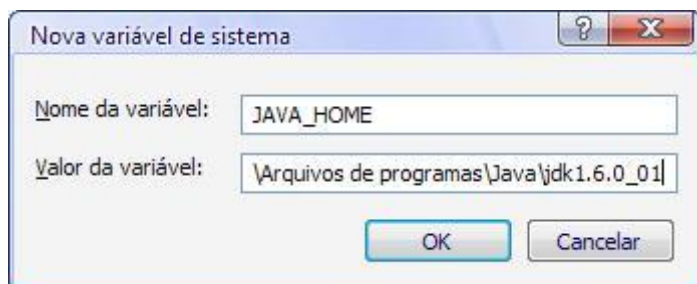 Nova variável de sistema
Nome da variável: JAVA_HOME
Valor da variável: \Arquivos de programas\Java\jdk1.6.0_01
OK Cancelar